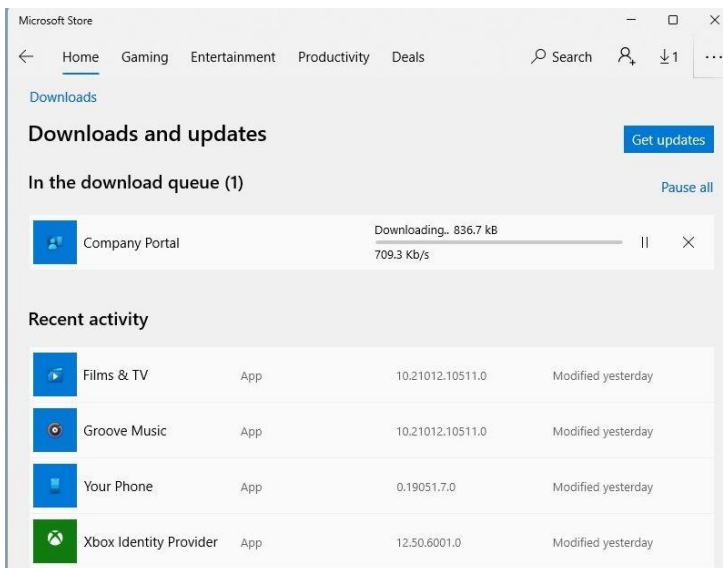 Microsoft Store
Home Gaming Entertainment Productivity Deals Search 1
Downloads
Downloads and updates
Get updates
In the download queue (1)
Pause all
Company Portal
Downloading.. 836.7 kB
709.3 Kb/s
Recent activity
Films & TV App 10.21012.10511.0 Modified yesterday
Groove Music App 10.21012.10511.0 Modified yesterday
Your Phone App 0.19051.7.0 Modified yesterday
Xbox Identity Provider App 12.50.6001.0 Modified yesterday